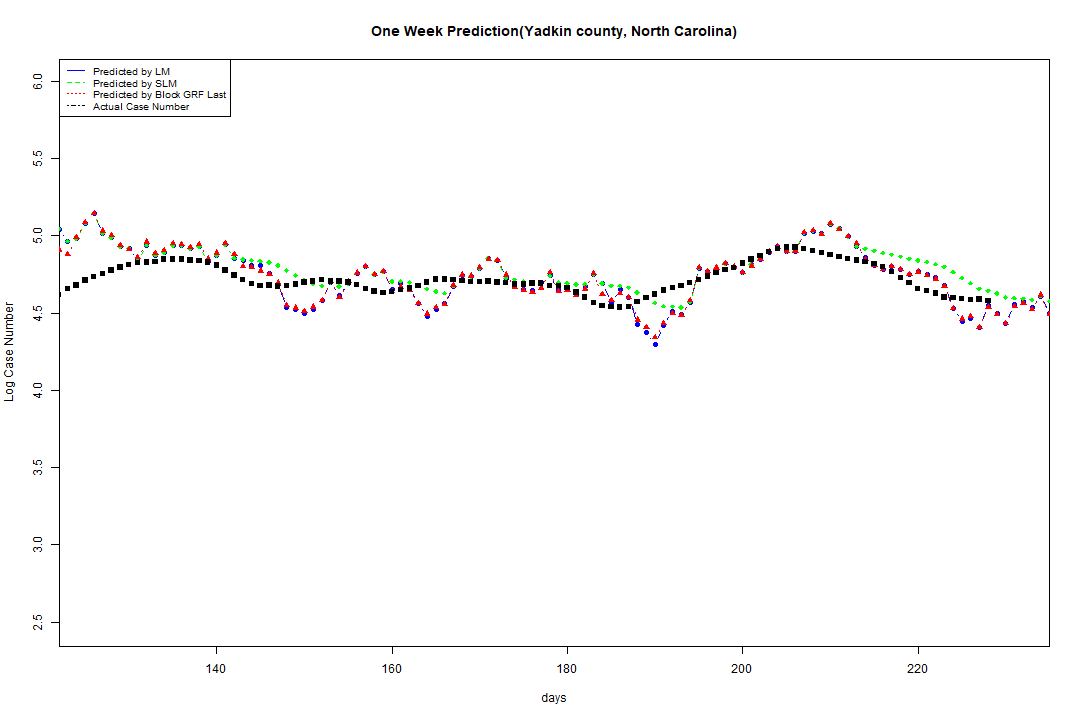 One Week Prediction(Yadkin county, North Carolina)
Predicted by LM
Predicted by SLM
Predicted by Block GRF Last
Actual Case Number
6.0
5.5
5.0
4.5
4.0
3.5
3.0
2.5
Log Case Number
140 160 180 200 220
days